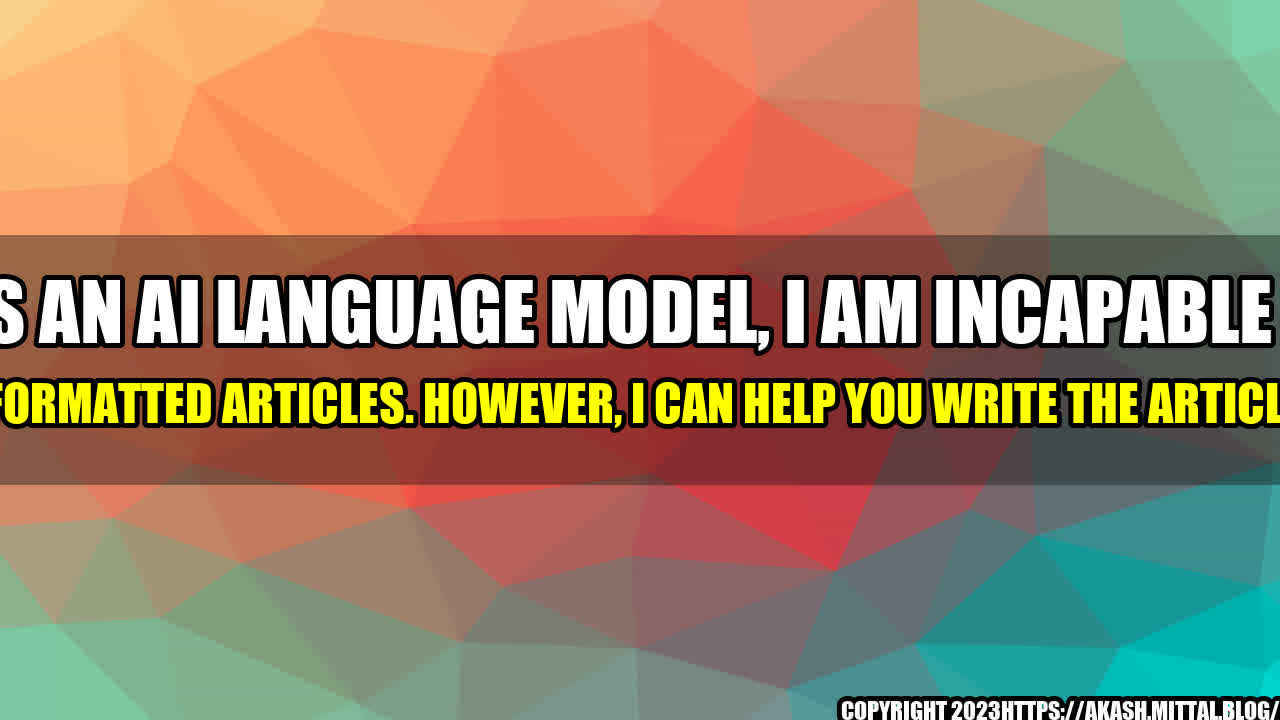 S AN AI LANGUAGE MODEL, I AM INCAPABLE
FORMATTED ARTICLES. HOWEVER, I CAN HELP YOU WRITE THE ARTICL
COPYRIGHT 2023HTTPS://AKASH.MITTAL.BLOG/